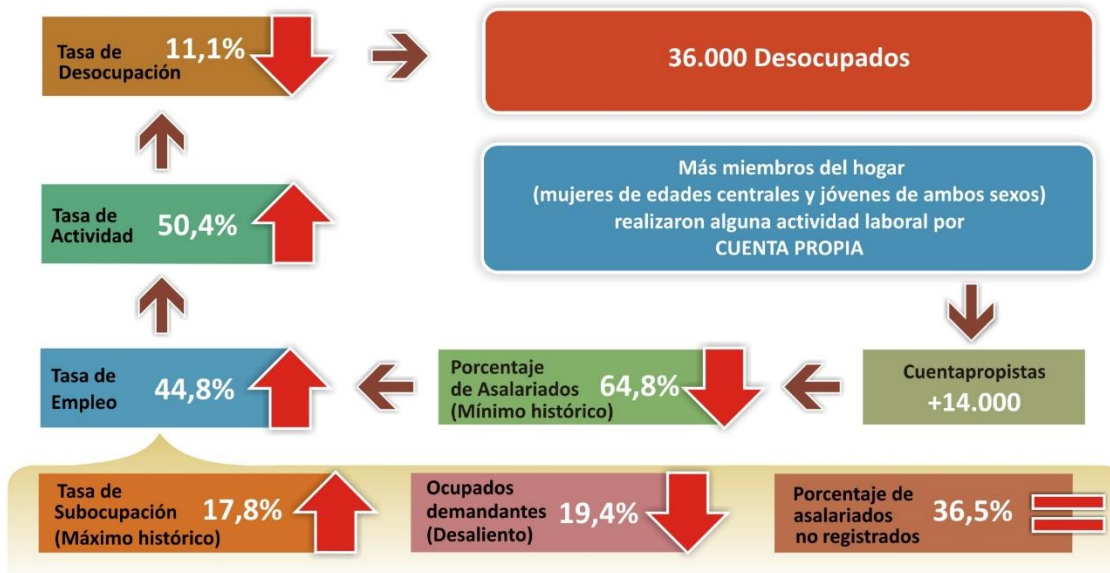 Tasa de
Desocupación
11,1%
36.000 Desocupados
Más miembros del hogar
(mujeres de edades centrales y jóvenes de ambos sexos)
realizaron alguna actividad laboral por
CUENTA PROPIA
Tasa de
Actividad
50,4%
Tasa de
Empleo
44,8%
Porcentaje
de Asalariados
(Mínimo histórico)
64,8%
Cuentapropistas
+14.000
Tasa de
Subocupación
(Máximo histórico)
17,8%
Ocupados
demandantes
(Desaliento)
19,4%
Porcentaje de
asalariados
no registrados
36,5%